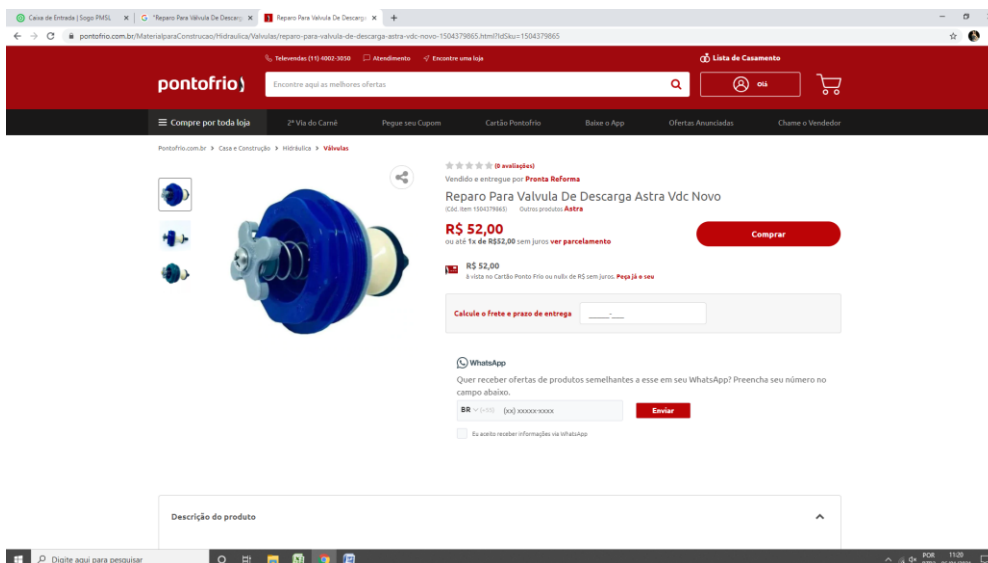 Caixa de Entrada | Sogo PMSL
"Reparo Para Válvula De Descarg
Reparo Para Valvula De Descarga
pontofrio.com.br/MaterialparaConstrucao/Hidraulica/Valvulas/reparo-para-valvula-de-descarga-astra-vdc-novo-1504379865.html?IdSku=1504379865
Televendas (11) 4002-3050 Atendimento Encontre uma loja Lista de Casamento
pontofrio Encontre aqui as melhores ofertas Olá
Compre por toda loja 2ª Via do Carnê Pegue seu Cupom Cartão Pontofrio Baixe o App Ofertas Anunciadas Chame o Vendedor
Pontofrio.com.br > Casa e Construção > Hidráulica > Válvulas
(0 avaliações)
Vendido e entregue por Pronta Reforma
Reparo Para Valvula De Descarga Astra Vdc Novo
(Cód. Item 1504379865) Outros produtos Astra
R$ 52,00
ou até 1x de R$52,00 sem juros ver parcelamento
Comprar
R$ 52,00
à vista no Cartão Ponto Frio ou nullx de R$ sem juros. Peça já o seu
Calcule o frete e prazo de entrega _____-___
WhatsApp
Quer receber ofertas de produtos semelhantes a esse em seu WhatsApp? Preencha seu número no
campo abaixo.
BR (+55) (xx) xxxxx-xxxx Enviar
Eu aceito receber informações via WhatsApp
Descrição do produto
Digite aqui para pesquisar
POR 11:20